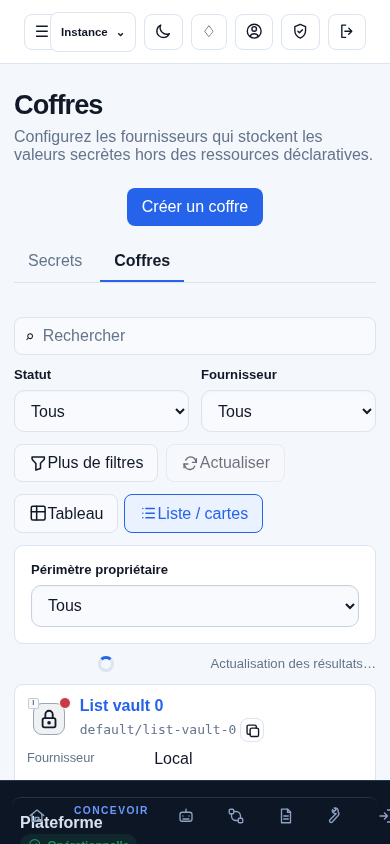 Instance
Coffres
Configurez les fournisseurs qui stockent les
valeurs secrètes hors des ressources déclaratives.
Créer un coffre
Secrets
Coffres
Rechercher
Statut
Fournisseur
Tous
Tous
Plus de filtres
Actualiser
Tableau
Liste / cartes
Périmètre propriétaire
Tous
Actualisation des résultats…
List vault 0
default/list-vault-0
Fournisseur
Local
CONCEVOIR
Plateforme
Opérationnelle